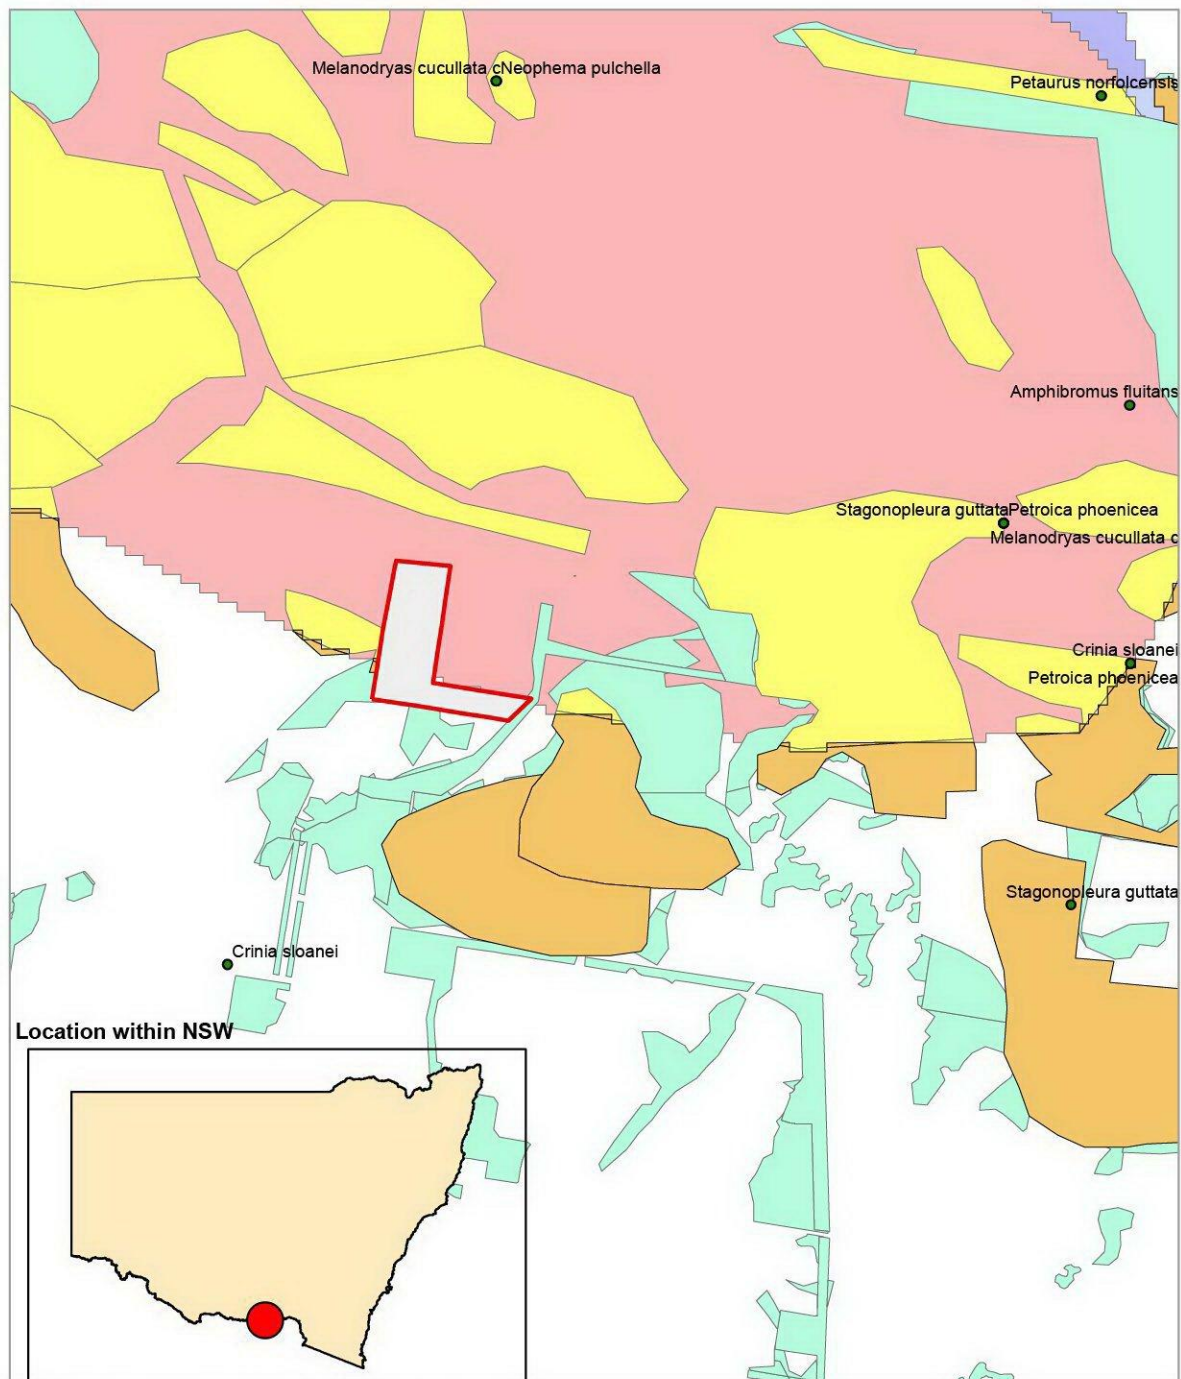 Melanodryas cucullata cNeophema pulchella
Petaurus norfolcensis
Amphibromus fluitans
Stagonopleura guttataPetroica phoenicea
Melanodryas cucullata c
Crinia sloanei
Petroica phoenicea
Stagonopleura guttata
Crinia sloanei
Location within NSW